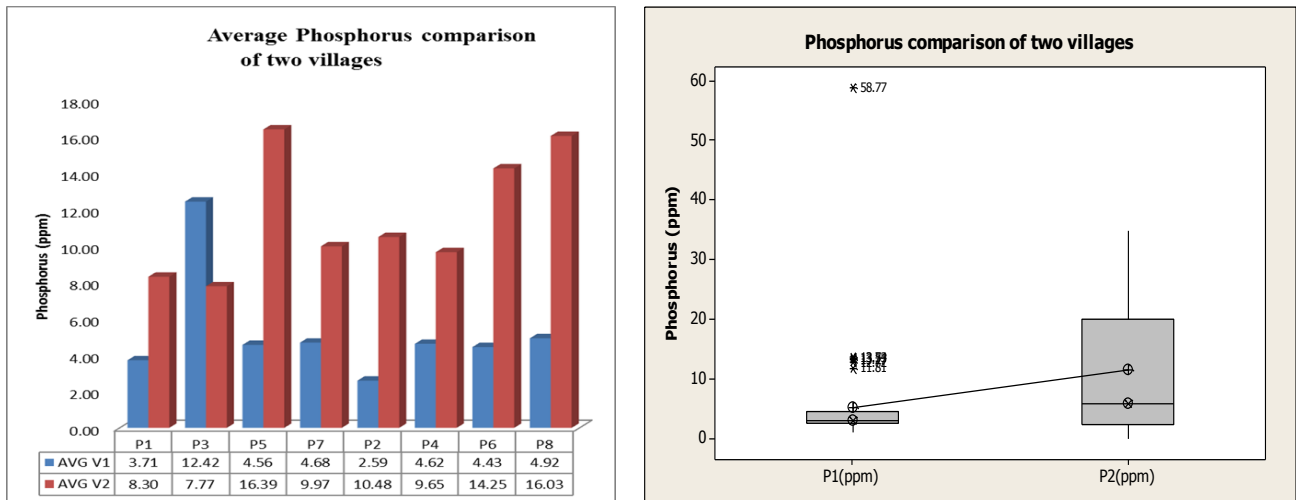 Average Phosphorus comparison
of two villages
Phosphorus (ppm)
18.00
16.00
14.00
12.00
10.00
8.00
6.00
4.00
2.00
0.00
P1 P3 P5 P7 P2 P4 P6 P8
AVG V1 3.71 12.42 4.56 4.68 2.59 4.62 4.43 4.92
AVG V2 8.30 7.77 16.39 9.97 10.48 9.65 14.25 16.03
Phosphorus comparison of two villages
Phosphorus (ppm)
60
50
40
30
20
10
0
58.77
11.81
P1(ppm) P2(ppm)